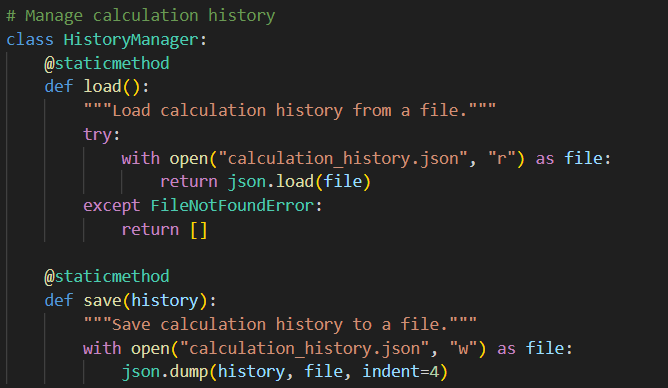 # Manage calculation history
class HistoryManager:
    @staticmethod
    def load():
        """Load calculation history from a file."""
        try:
            with open("calculation_history.json", "r") as file:
                return json.load(file)
        except FileNotFoundError:
            return []

    @staticmethod
    def save(history):
        """Save calculation history to a file."""
        with open("calculation_history.json", "w") as file:
            json.dump(history, file, indent=4)